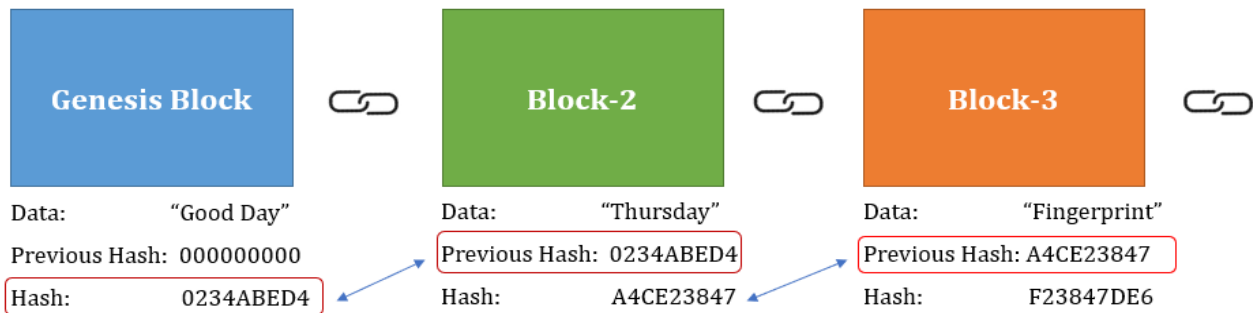 Genesis Block
Block-2
Block-3
Data: “Good Day”
Previous Hash: 000000000
Hash: 0234ABED4
Data: “Thursday”
Previous Hash: 0234ABED4
Hash: A4CE23847
Data: “Fingerprint”
Previous Hash: A4CE23847
Hash: F23847DE6